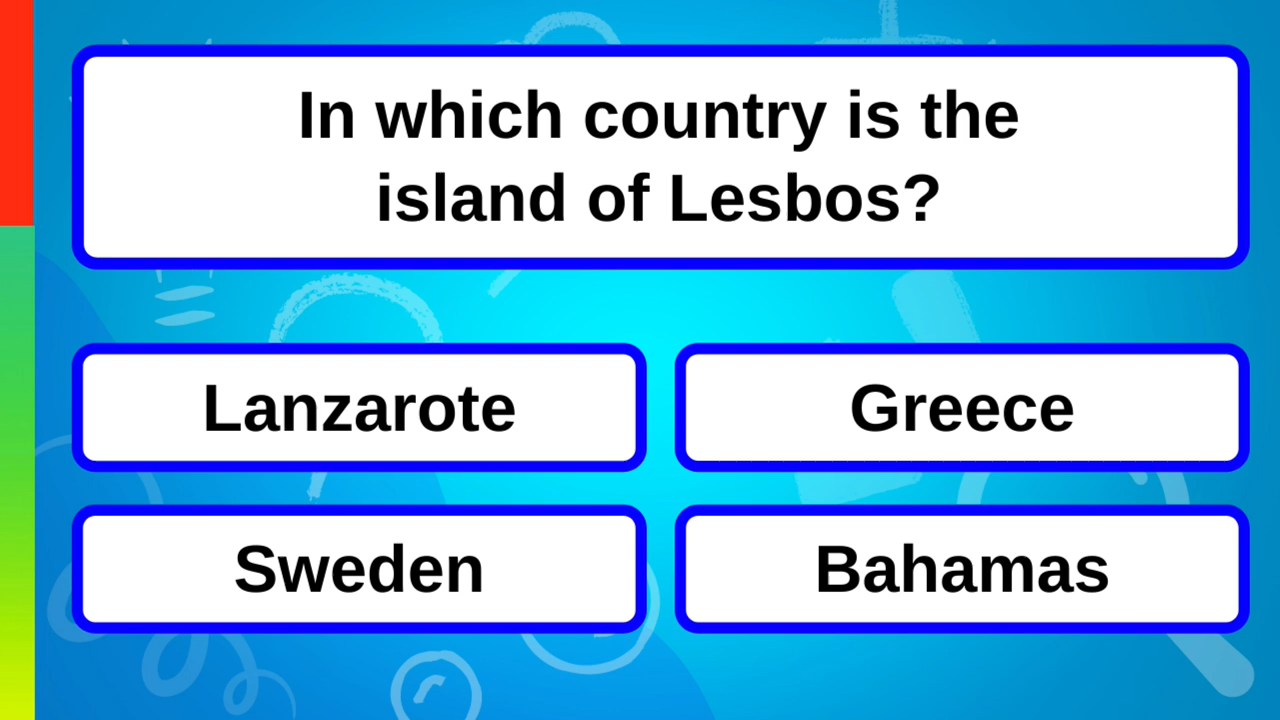 In which country is the
island of Lesbos?
Lanzarote
Greece
Sweden
Bahamas